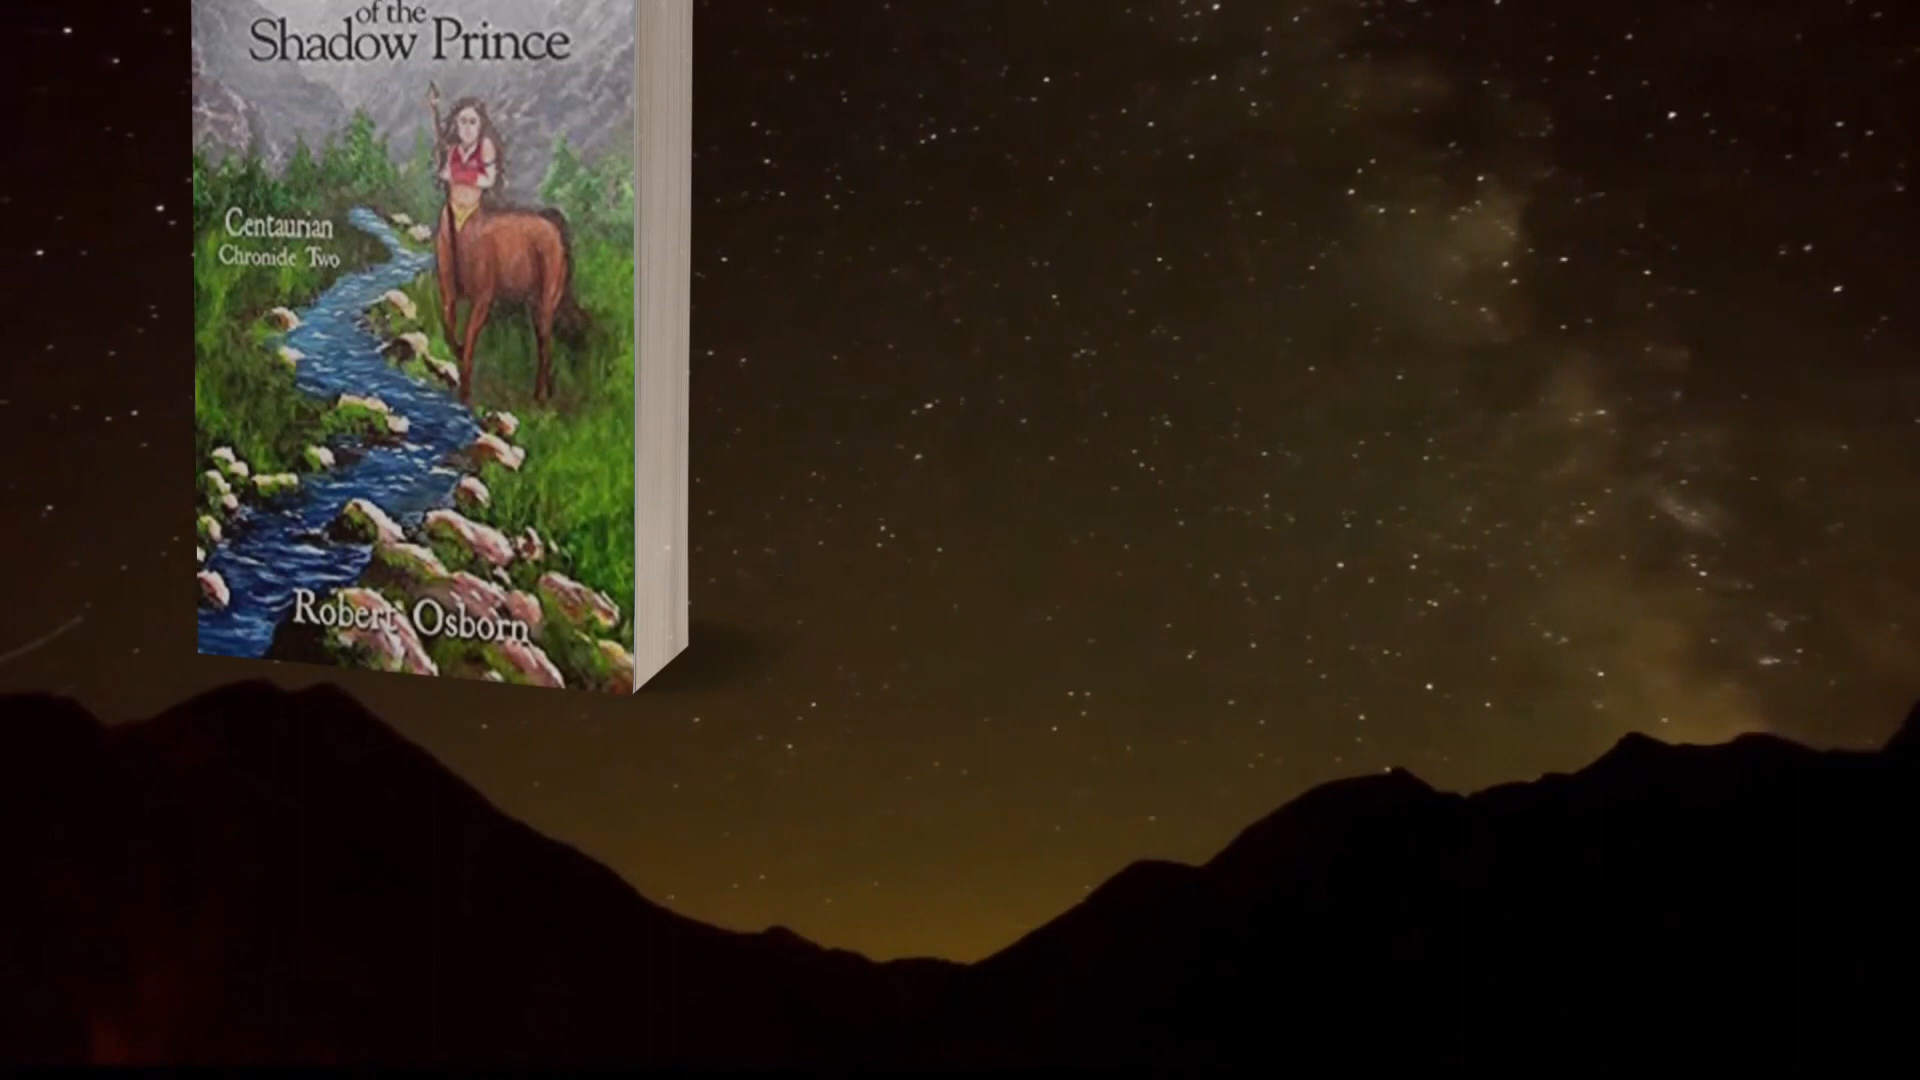 of the
Shadow Prince
Centaurian
Chronicle Two
Robert Osborn